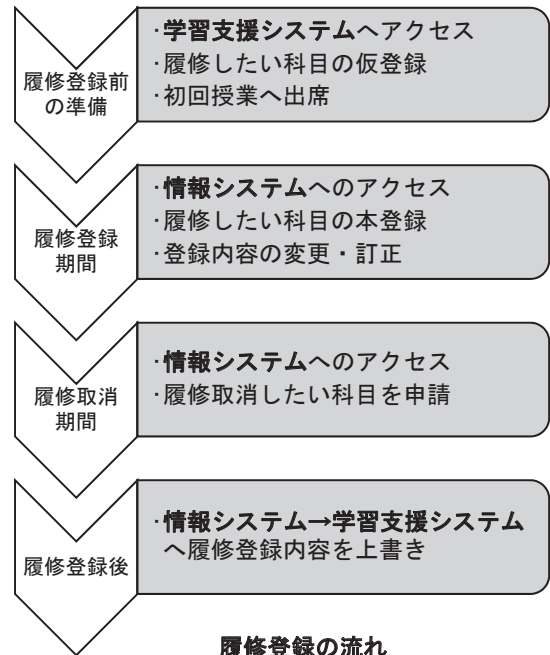 履修登録前
の準備
·学習支援システムへアクセス
·履修したい科目の仮登録
·初回授業へ出席
履修登録
期間
·情報システムへのアクセス
·履修したい科目の本登録
·登録内容の変更・訂正
履修取消
期間
·情報システムへのアクセス
·履修取消したい科目を申請
履修登録後
·情報システム→学習支援システム
へ履修登録内容を上書き
履修登録の流れ